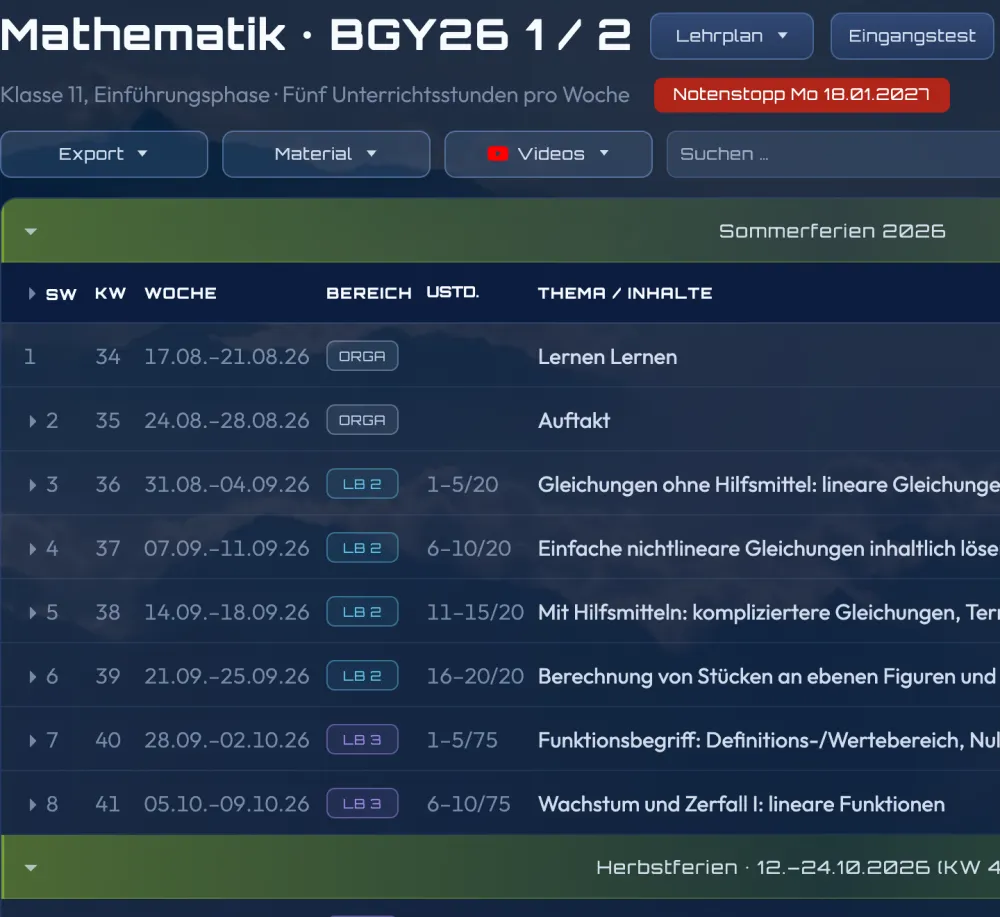 Mathematik · BGY26 1 / 2 Lehrplan Eingangstest
Klasse 11, Einführungsphase · Fünf Unterrichtsstunden pro Woche Notenstopp Mo 18.01.2027
Export Material Videos Suchen …
Sommerferien 2026
SW KW WOCHE BEREICH USTD. THEMA / INHALTE
1 34 17.08.–21.08.26 ORGA Lernen Lernen
2 35 24.08.–28.08.26 ORGA Auftakt
3 36 31.08.–04.09.26 LB 2 1–5/20 Gleichungen ohne Hilfsmittel: lineare Gleichunge
4 37 07.09.–11.09.26 LB 2 6–10/20 Einfache nichtlineare Gleichungen inhaltlich löse
5 38 14.09.–18.09.26 LB 2 11–15/20 Mit Hilfsmitteln: kompliziertere Gleichungen, Ter
6 39 21.09.–25.09.26 LB 2 16–20/20 Berechnung von Stücken an ebenen Figuren und
7 40 28.09.–02.10.26 LB 3 1–5/75 Funktionsbegriff: Definitions-/Wertebereich, Nul
8 41 05.10.–09.10.26 LB 3 6–10/75 Wachstum und Zerfall I: lineare Funktionen
Herbstferien · 12.–24.10.2026 (KW 4